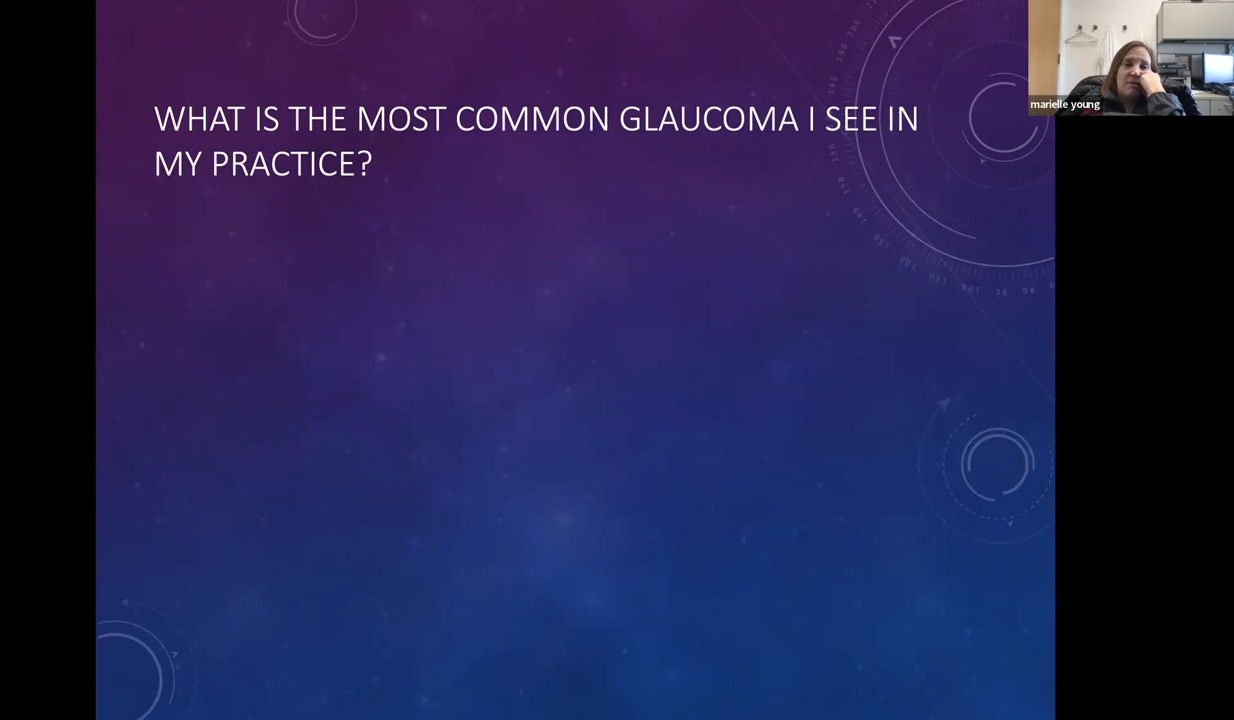 WHAT IS THE MOST COMMON GLAUCOMA I SEE IN
MY PRACTICE?
marielle young